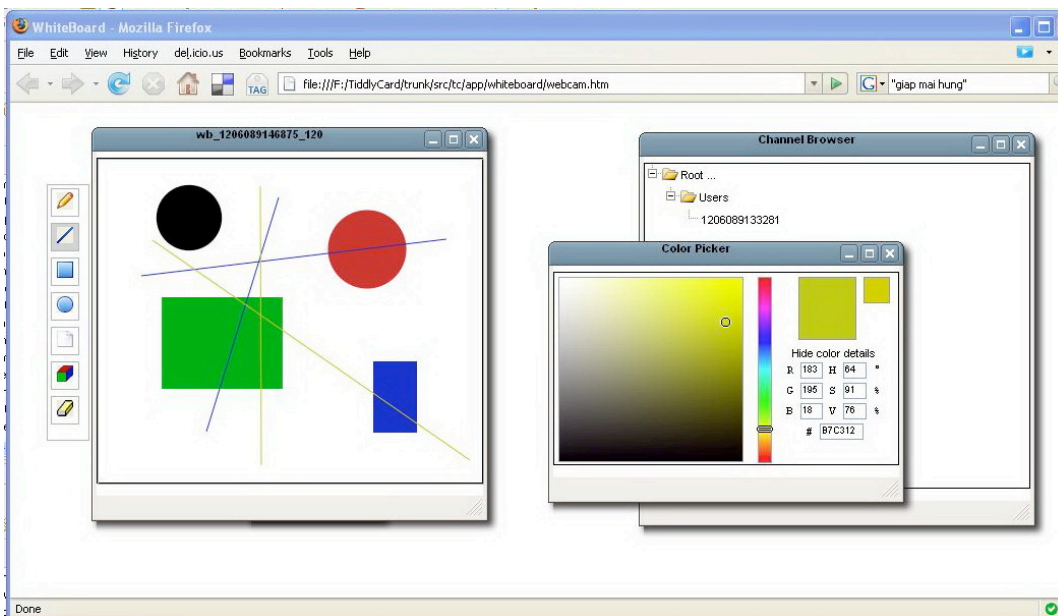 WhiteBoard - Mozilla Firefox
File Edit View History del.icio.us Bookmarks Tools Help
TAG file:///F:/TiddlyCard/trunk/src/tc/app/whiteboard/webcam.htm G "giap mai hung"
wb_1206089146875_120
Channel Browser
Root ...
Users
1206089133281
Color Picker
Hide color details
R 183 H 64 °
G 195 S 91 %
B 18 V 76 %
# B7C312
Done